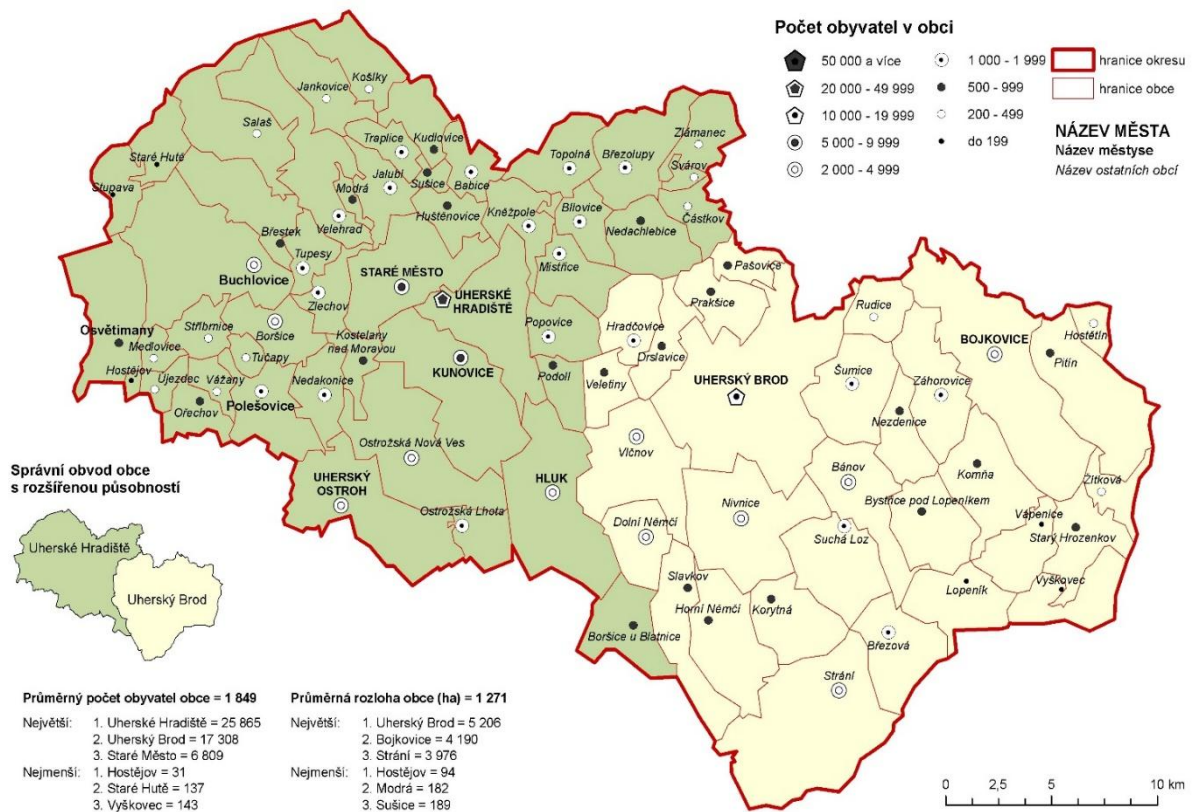 Počet obyvatel v obci
50 000 a více
20 000 - 49 999
10 000 - 19 999
5 000 - 9 999
2 000 - 4 999
1 000 - 1 999
500 - 999
200 - 499
do 199
hranice okresu
hranice obce
NÁZEV MĚSTA
Název městyse
Název ostatních obcí
Košíky
Jankovice
Salaš
Staré Hutě
Stupava
Traplice
Kudlovice
Jalubí
Sušice
Babice
Modrá
Huštěnovice
Velehrad
Topolná
Březolupy
Zlámanec
Svárov
Částkov
Kněžpole
Bílovice
Nedachlebice
Mistřice
Břestek
Tupesy
Buchlovice
STARÉ MĚSTO
UHERSKÉ
HRADIŠTĚ
Zlechov
Pašovice
Prakšice
Osvětimany
Stříbrnice
Boršice
Kostelany
nad Moravou
Popovice
Hradčovice
Drslavice
Rudice
BOJKOVICE
Hostětín
Pitín
Medlovice
Tučapy
KUNOVICE
Podolí
Veletiny
UHERSKÝ BROD
Šumice
Záhorovice
Hostějov
Újezdec
Vážany
Nedakonice
Ořechov
Polešovice
Nezdenice
Ostrožská Nová Ves
Vlčnov
Bánov
Komňa
Žítková
UHERSKÝ
OSTROH
HLUK
Nivnice
Bystřice pod Lopeníkem
Vápenice
Starý Hrozenkov
Ostrožská Lhota
Dolní Němčí
Suchá Loz
Slavkov
Lopeník
Vyškovec
Horní Němčí
Korytná
Boršice u Blatnice
Březová
Strání
Správní obvod obce
s rozšířenou působností
Uherské Hradiště
Uherský Brod
Průměrný počet obyvatel obce = 1 849
Největší: 1. Uherské Hradiště = 25 865
2. Uherský Brod = 17 308
3. Staré Město = 6 809
Nejmenší: 1. Hostějov = 31
2. Staré Hutě = 137
3. Vyškovec = 143
Průměrná rozloha obce (ha) = 1 271
Největší: 1. Uherský Brod = 5 206
2. Bojkovice = 4 190
3. Strání = 3 976
Nejmenší: 1. Hostějov = 94
2. Modrá = 182
3. Sušice = 189
0 2,5 5 10 km